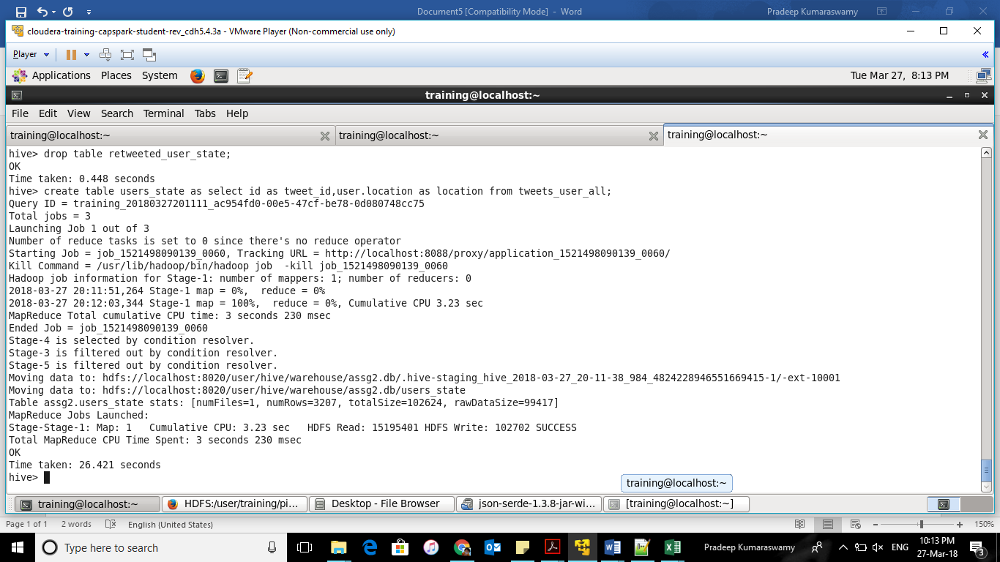 Document5 [Compatibility Mode] - Word
Pradeep Kumaraswamy
cloudera-training-capspark-student-rev_cdh5.4.3a - VMware Player (Non-commercial use only)
Player
Applications Places System
Tue Mar 27, 8:13 PM
training@localhost:~
File Edit View Search Terminal Tabs Help
training@localhost:~ training@localhost:~ training@localhost:~
hive> drop table retweeted_user_state;
OK
Time taken: 0.448 seconds
hive> create table users_state as select id as tweet_id,user.location as location from tweets_user_all;
Query ID = training_20180327201111_ac954fd0-00e5-47cf-be78-0d080748cc75
Total jobs = 3
Launching Job 1 out of 3
Number of reduce tasks is set to 0 since there's no reduce operator
Starting Job = job_1521498090139_0060, Tracking URL = http://localhost:8088/proxy/application_1521498090139_0060/
Kill Command = /usr/lib/hadoop/bin/hadoop job  -kill job_1521498090139_0060
Hadoop job information for Stage-1: number of mappers: 1; number of reducers: 0
2018-03-27 20:11:51,264 Stage-1 map = 0%,  reduce = 0%
2018-03-27 20:12:03,344 Stage-1 map = 100%,  reduce = 0%, Cumulative CPU 3.23 sec
MapReduce Total cumulative CPU time: 3 seconds 230 msec
Ended Job = job_1521498090139_0060
Stage-4 is selected by condition resolver.
Stage-3 is filtered out by condition resolver.
Stage-5 is filtered out by condition resolver.
Moving data to: hdfs://localhost:8020/user/hive/warehouse/assg2.db/.hive-staging_hive_2018-03-27_20-11-38_984_4824228946551669415-1/-ext-10001
Moving data to: hdfs://localhost:8020/user/hive/warehouse/assg2.db/users_state
Table assg2.users_state stats: [numFiles=1, numRows=3207, totalSize=102624, rawDataSize=99417]
MapReduce Jobs Launched:
Stage-Stage-1: Map: 1   Cumulative CPU: 3.23 sec   HDFS Read: 15195401 HDFS Write: 102702 SUCCESS
Total MapReduce CPU Time Spent: 3 seconds 230 msec
OK
Time taken: 26.421 seconds
hive>
training@localhost:~
training@localhost:~ HDFS:/user/training/pi... Desktop - File Browser json-serde-1.3.8-jar-wi... [training@localhost:~]
Page 1 of 1 2 words English (United States) 150%
Type here to search
Pradeep Kumaraswamy
ENG
10:13 PM
27-Mar-18
3